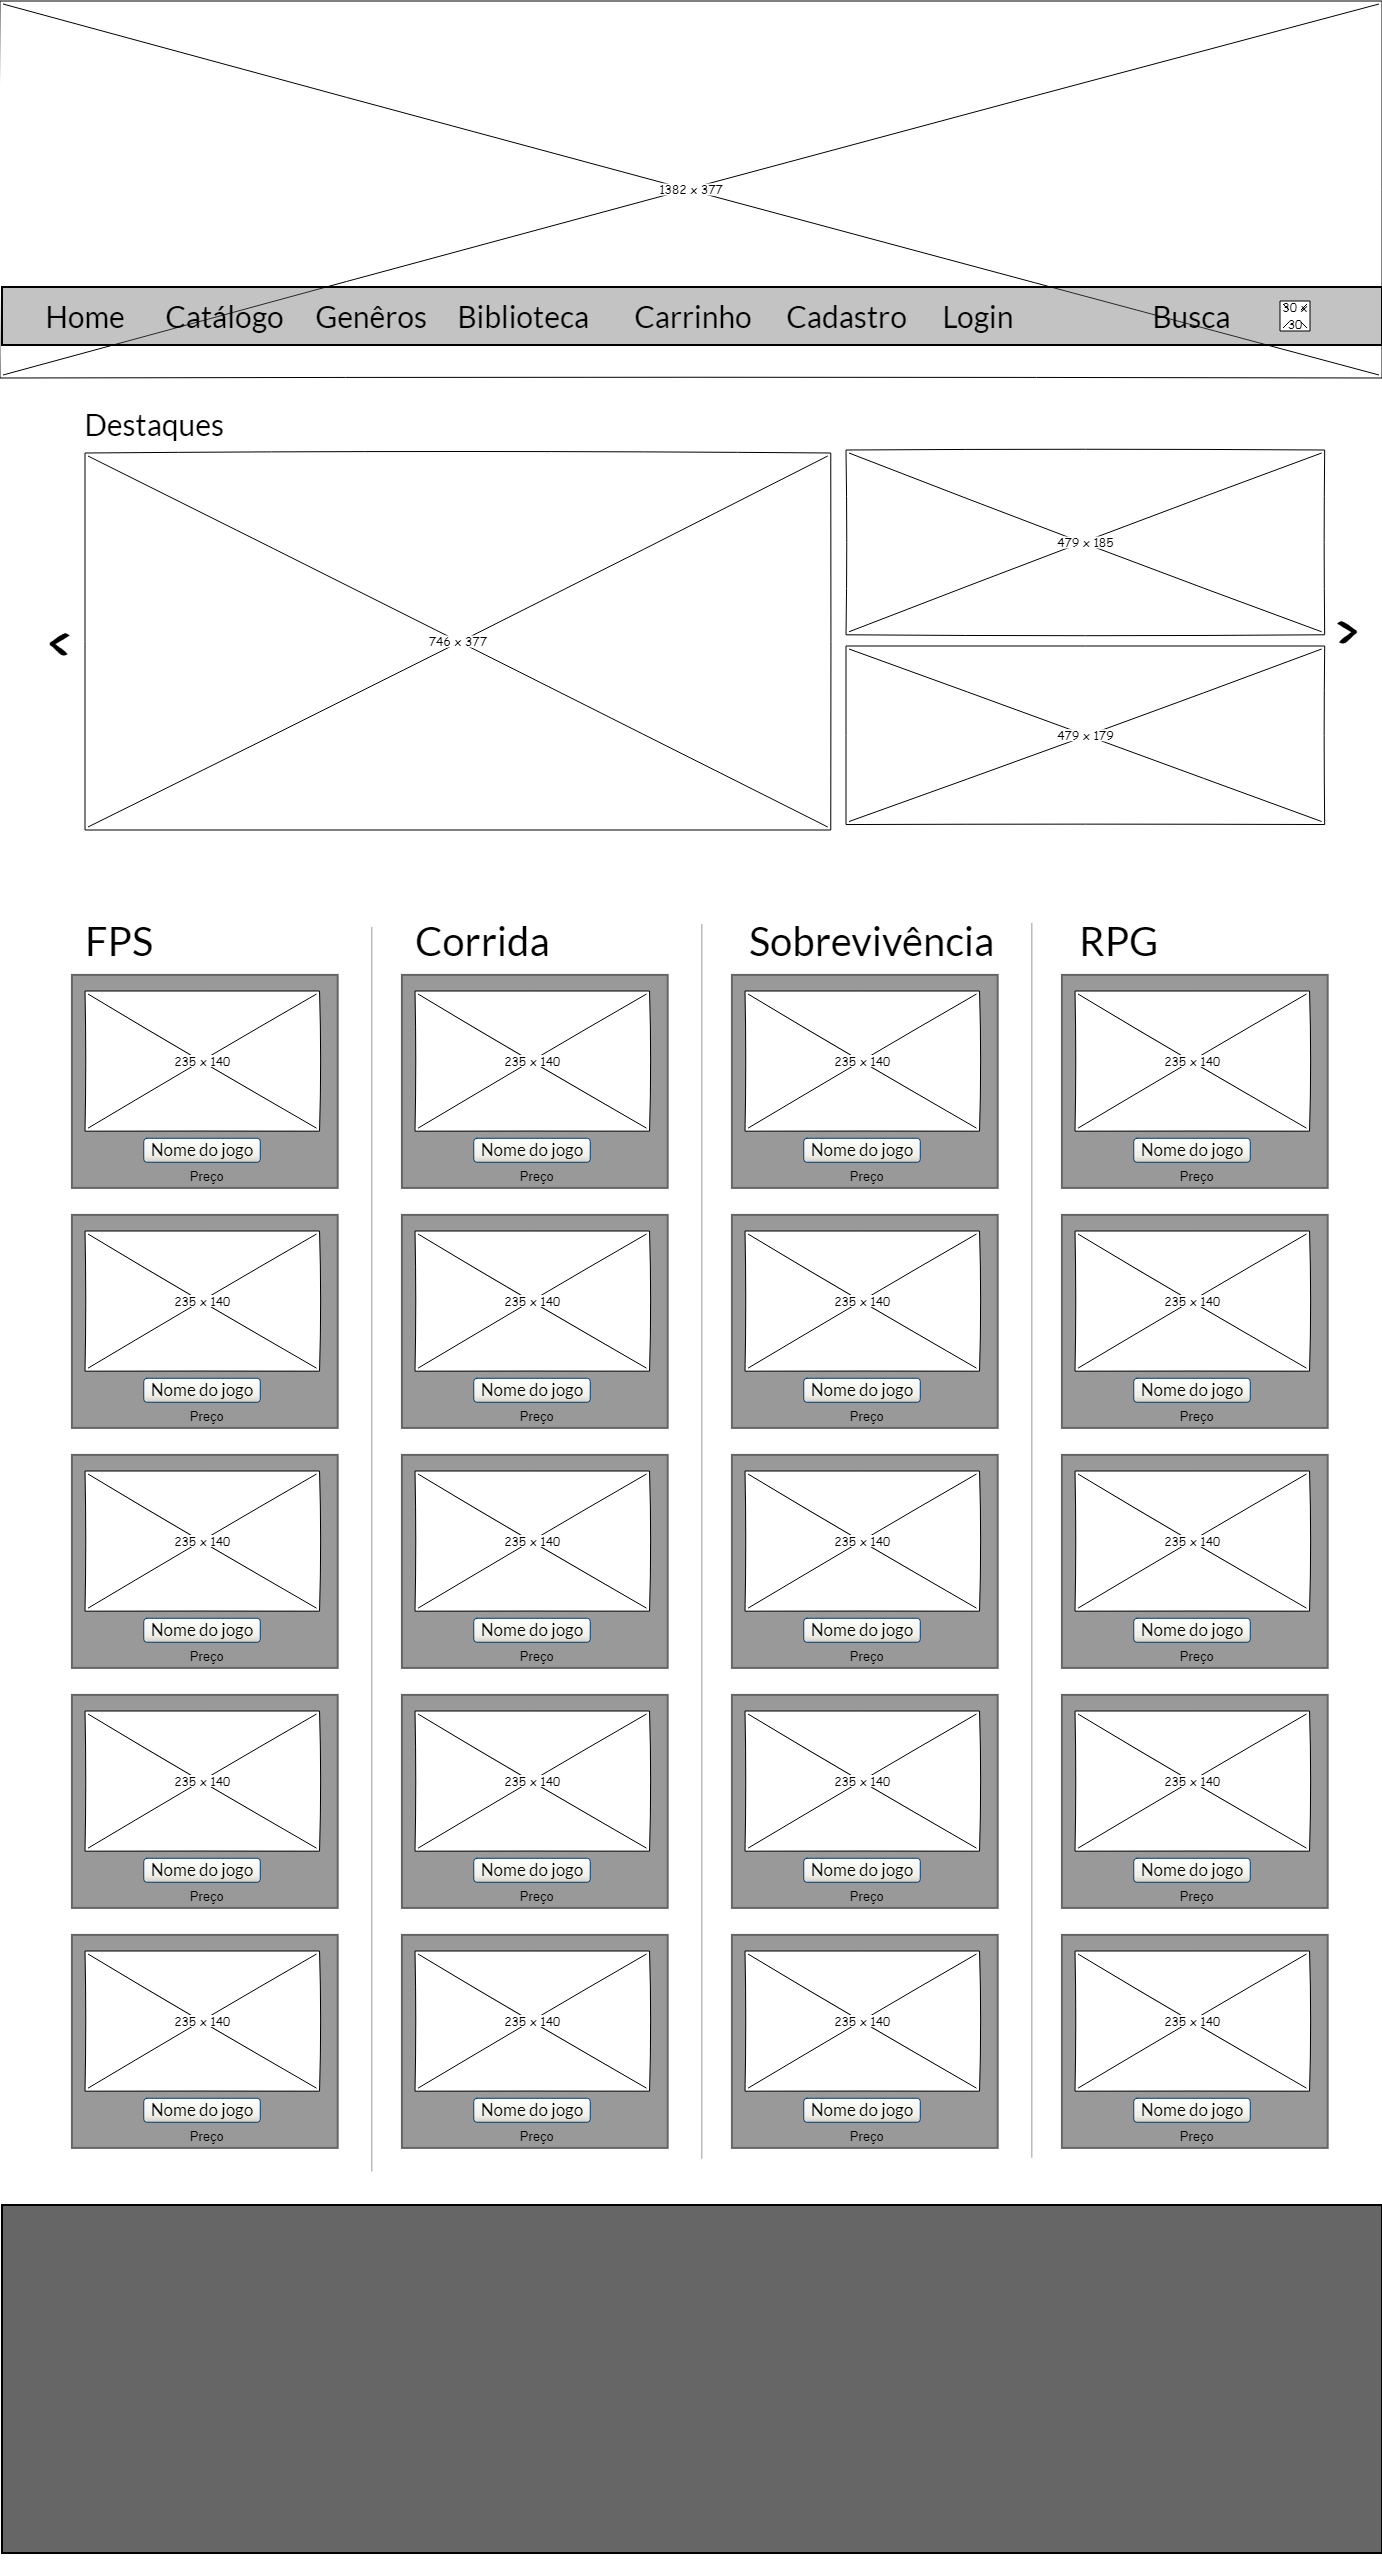 1382 x 377
Home Catálogo Genêros Biblioteca Carrinho Cadastro Login Busca 30 x 30
Destaques
746 x 377
479 x 185
479 x 179
FPS Corrida Sobrevivência RPG
235 x 140 235 x 140 235 x 140 235 x 140
Nome do jogo Nome do jogo Nome do jogo Nome do jogo
Preço Preço Preço Preço
235 x 140 235 x 140 235 x 140 235 x 140
Nome do jogo Nome do jogo Nome do jogo Nome do jogo
Preço Preço Preço Preço
235 x 140 235 x 140 235 x 140 235 x 140
Nome do jogo Nome do jogo Nome do jogo Nome do jogo
Preço Preço Preço Preço
235 x 140 235 x 140 235 x 140 235 x 140
Nome do jogo Nome do jogo Nome do jogo Nome do jogo
Preço Preço Preço Preço
235 x 140 235 x 140 235 x 140 235 x 140
Nome do jogo Nome do jogo Nome do jogo Nome do jogo
Preço Preço Preço Preço